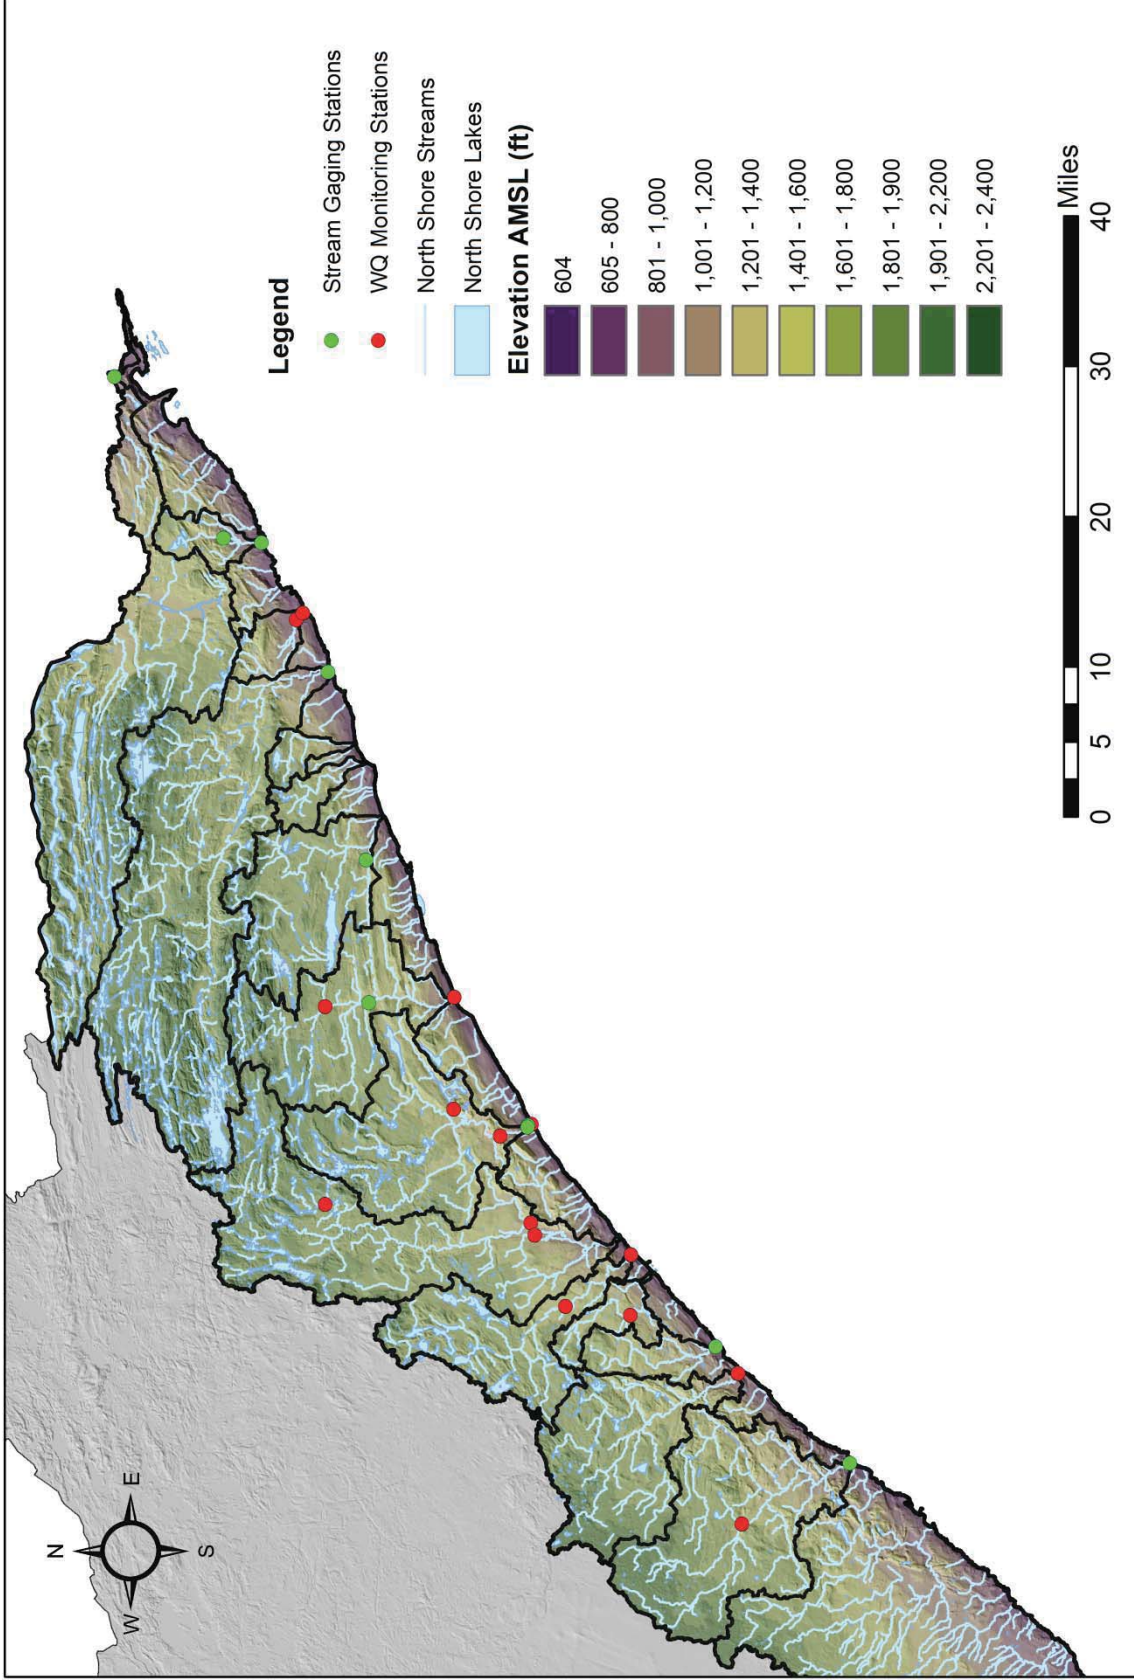 N
W
E
S
Legend
Stream Gaging Stations
WQ Monitoring Stations
North Shore Streams
North Shore Lakes
Elevation AMSL (ft)
604
605 - 800
801 - 1,000
1,001 - 1,200
1,201 - 1,400
1,401 - 1,600
1,601 - 1,800
1,801 - 1,900
1,901 - 2,200
2,201 - 2,400
Miles
0 5 10 20 30 40